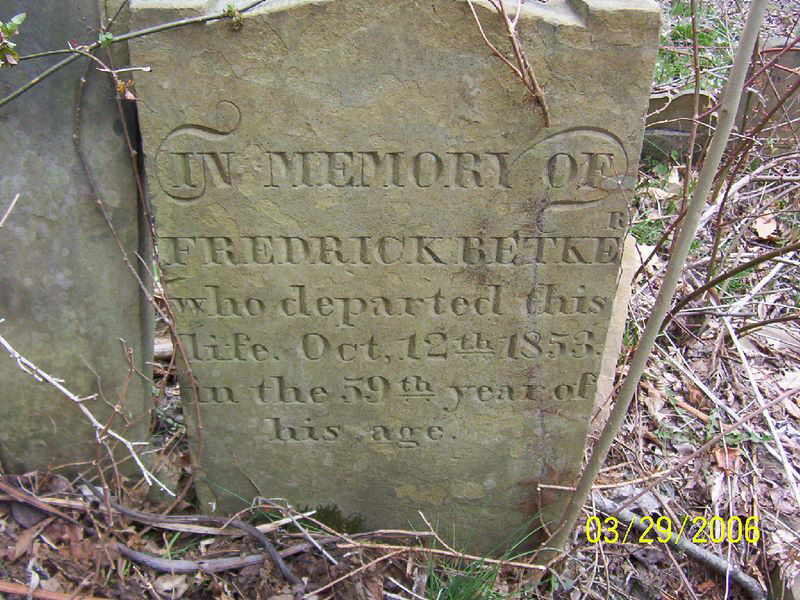 IN MEMORY OF
FREDRICK BETKER
who departed this
life. Oct, 12th 1853.
in the 59th year of
his age.
03/29/2006